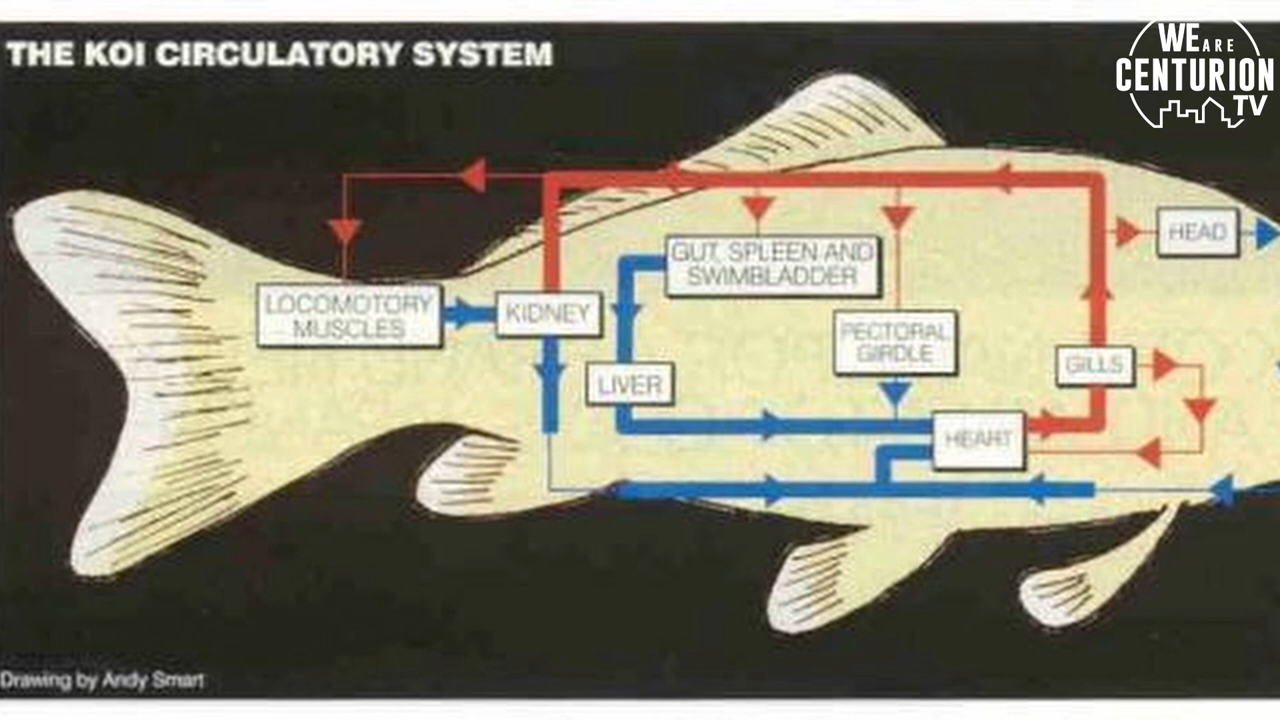 THE KOI CIRCULATORY SYSTEM
WE ARE
CENTURION
TV
HEAD
GUT, SPLEEN AND
SWIMBLADDER
LOCOMOTORY
MUSCLES
KIDNEY
PECTORAL
GIRDLE
GILLS
LIVER
HEART
Drawing by Andy Smart